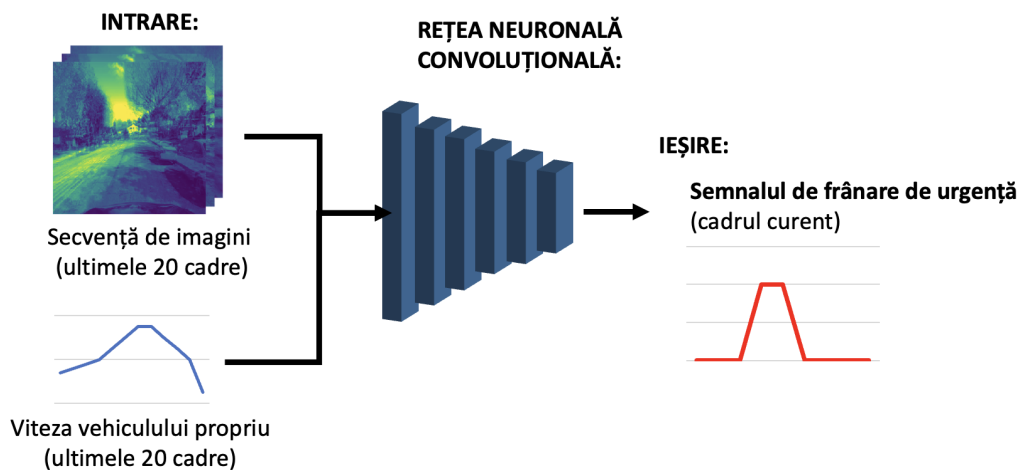 INTRARE:
Secvență de imagini
(ultimele 20 cadre)
Viteza vehiculului propriu
(ultimele 20 cadre)
REȚEA NEURONALĂ
CONVOLUȚIONALĂ:
IEȘIRE:
Semnalul de frânare de urgență
(cadrul curent)